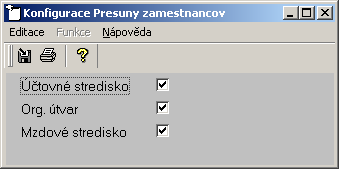 Konfigurace Presuny zamestnancov
Editace Funkce Nápověda
Účtovné stredisko
Org. útvar
Mzdové stredisko